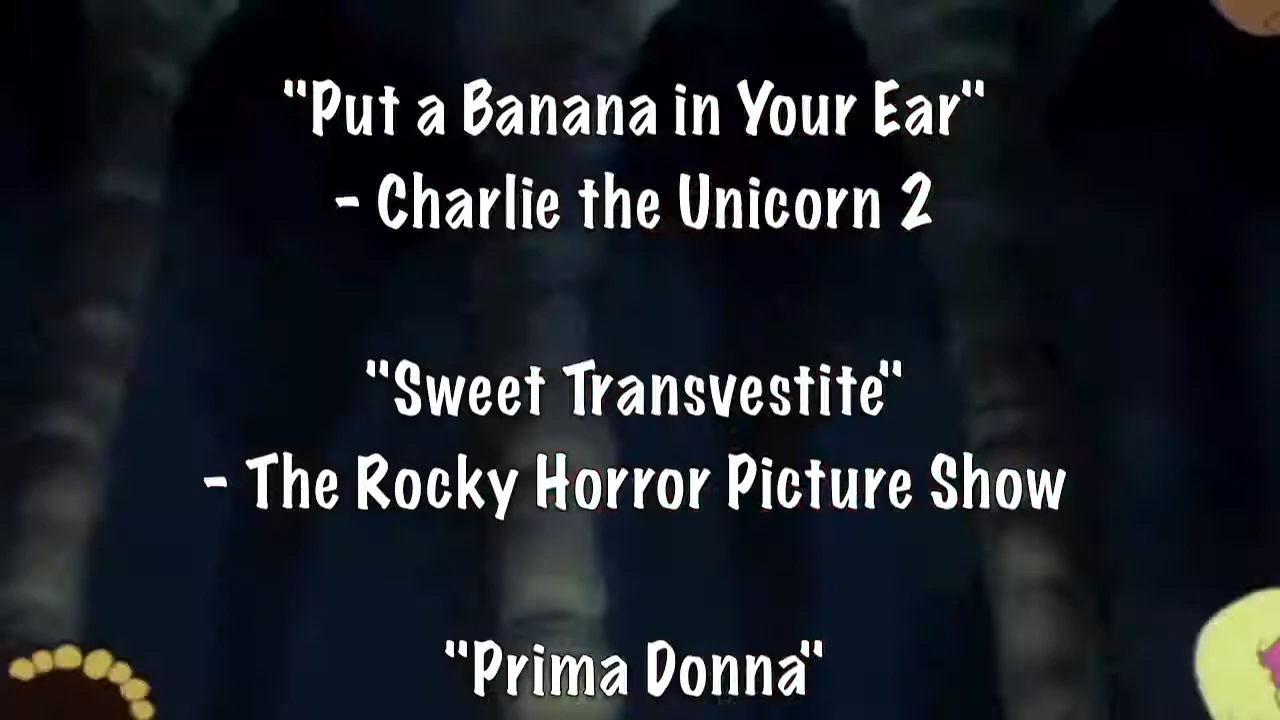 "Put a Banana in Your Ear"
- Charlie the Unicorn 2
"Sweet Transvestite"
- The Rocky Horror Picture Show
"Prima Donna"